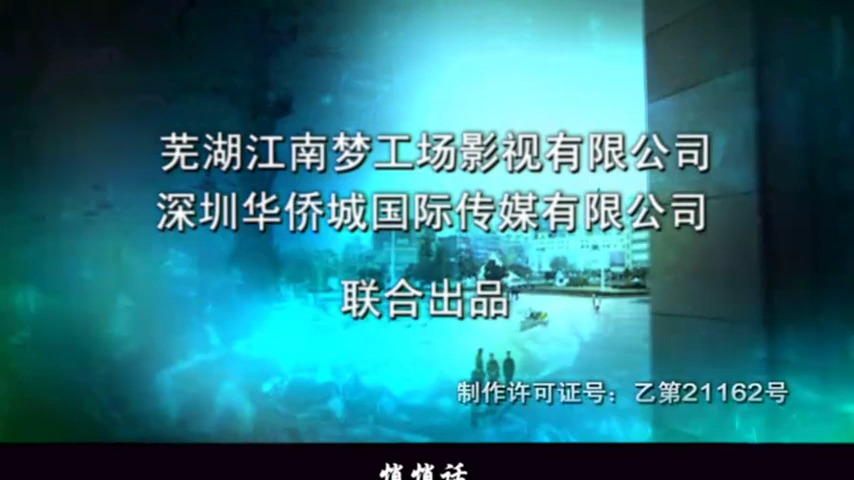 芜湖江南梦工场影视有限公司
深圳华侨城国际传媒有限公司
联合出品
制作许可证号：乙第21162号
悄悄话